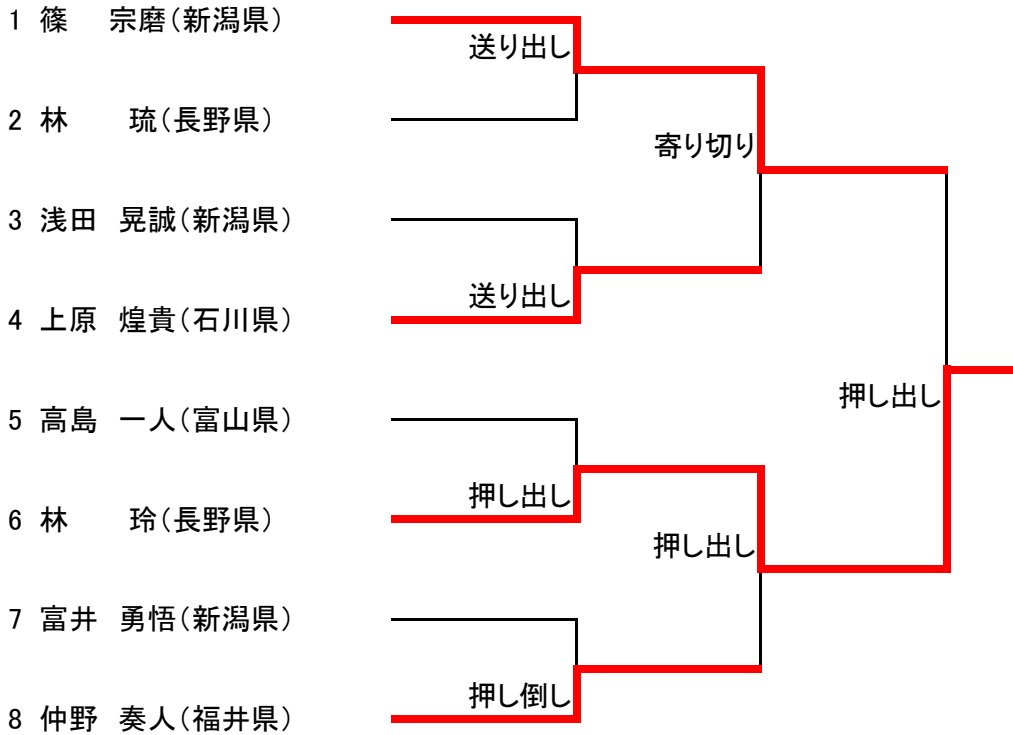 1 篠 宗磨(新潟県)
送り出し
2 林 琉(長野県)
寄り切り
3 浅田 晃誠(新潟県)
送り出し
4 上原 煌貴(石川県)
押し出し
5 高島 一人(富山県)
押し出し
6 林 玲(長野県)
押し出し
7 富井 勇悟(新潟県)
押し倒し
8 仲野 奏人(福井県)